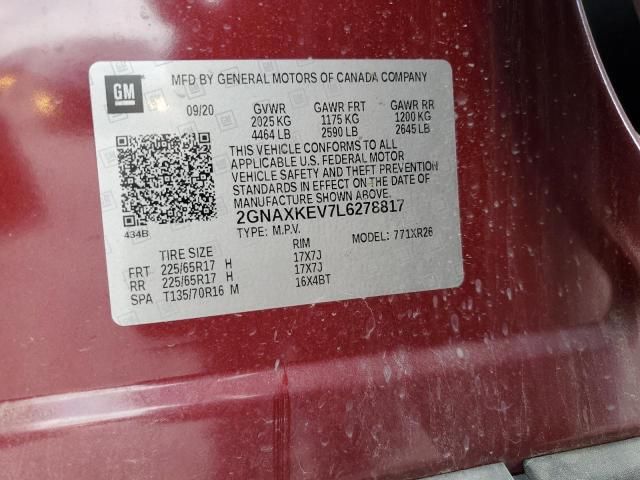 GM
MFD BY GENERAL MOTORS OF CANADA COMPANY
09/20 GVWR GAWR FRT GAWR RR
2025 KG 1175 KG 1200 KG
4464 LB 2590 LB 2645 LB
THIS VEHICLE CONFORMS TO ALL
APPLICABLE U.S. FEDERAL MOTOR
VEHICLE SAFETY AND THEFT PREVENTION
STANDARDS IN EFFECT ON THE DATE OF
MANUFACTURE SHOWN ABOVE.
2GNAXKEV7L6278817
434B TYPE: M.P.V. MODEL: 771XR26
TIRE SIZE RIM
FRT 225/65R17 H 17X7J
RR 225/65R17 H 17X7J
SPA T135/70R16 M 16X4BT